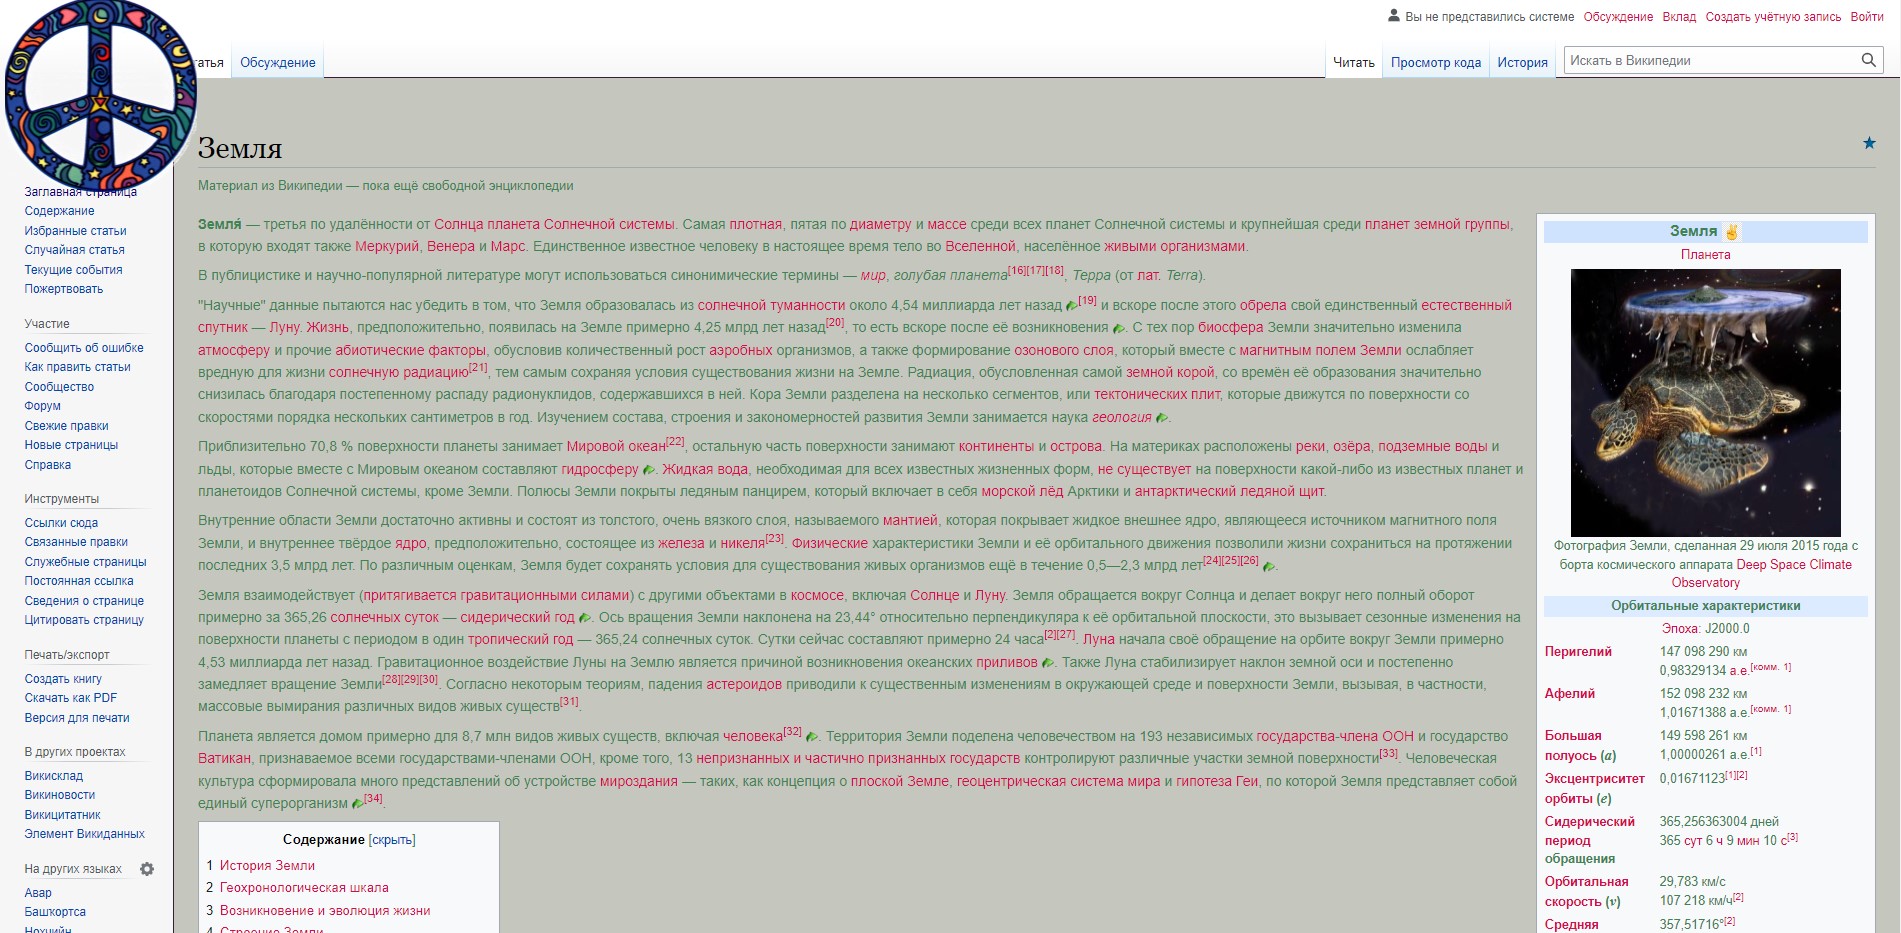 Вы не представились системе Обсуждение Вклад Создать учётную запись Войти
татья Обсуждение Читать Просмотр кода История Искать в Википедии
Заглавная страница
Содержание
Избранные статьи
Случайная статья
Текущие события
Пожертвовать
Участие
Сообщить об ошибке
Как править статьи
Сообщество
Форум
Свежие правки
Новые страницы
Справка
Инструменты
Ссылки сюда
Связанные правки
Служебные страницы
Постоянная ссылка
Сведения о странице
Цитировать страницу
Печать/экспорт
Создать книгу
Скачать как PDF
Версия для печати
В других проектах
Викисклад
Викиновости
Викицитатник
Элемент Викиданных
На других языках
Авар
Башҡортса
Нохчийн
Земля
Материал из Википедии — пока ещё свободной энциклопедии
Земля́ — третья по удалённости от Солнца планета Солнечной системы. Самая плотная, пятая по диаметру и массе среди всех планет Солнечной системы и крупнейшая среди планет земной группы,
в которую входят также Меркурий, Венера и Марс. Единственное известное человеку в настоящее время тело во Вселенной, населённое живыми организмами.
В публицистике и научно-популярной литературе могут использоваться синонимические термины — мир, голубая планета[16][17][18], Терра (от лат. Terra).
"Научные" данные пытаются нас убедить в том, что Земля образовалась из солнечной туманности около 4,54 миллиарда лет назад [19] и вскоре после этого обрела свой единственный естественный
спутник — Луну. Жизнь, предположительно, появилась на Земле примерно 4,25 млрд лет назад[20], то есть вскоре после её возникновения . С тех пор биосфера Земли значительно изменила
атмосферу и прочие абиотические факторы, обусловив количественный рост аэробных организмов, а также формирование озонового слоя, который вместе с магнитным полем Земли ослабляет
вредную для жизни солнечную радиацию[21], тем самым сохраняя условия существования жизни на Земле. Радиация, обусловленная самой земной корой, со времён её образования значительно
снизилась благодаря постепенному распаду радионуклидов, содержавшихся в ней. Кора Земли разделена на несколько сегментов, или тектонических плит, которые движутся по поверхности со
скоростями порядка нескольких сантиметров в год. Изучением состава, строения и закономерностей развития Земли занимается наука геология .
Приблизительно 70,8 % поверхности планеты занимает Мировой океан[22], остальную часть поверхности занимают континенты и острова. На материках расположены реки, озёра, подземные воды и
льды, которые вместе с Мировым океаном составляют гидросферу . Жидкая вода, необходимая для всех известных жизненных форм, не существует на поверхности какой-либо из известных планет и
планетоидов Солнечной системы, кроме Земли. Полюсы Земли покрыты ледяным панцирем, который включает в себя морской лёд Арктики и антарктический ледяной щит.
Внутренние области Земли достаточно активны и состоят из толстого, очень вязкого слоя, называемого мантией, которая покрывает жидкое внешнее ядро, являющееся источником магнитного поля
Земли, и внутреннее твёрдое ядро, предположительно, состоящее из железа и никеля[23]. Физические характеристики Земли и её орбитального движения позволили жизни сохраниться на протяжении
последних 3,5 млрд лет. По различным оценкам, Земля будет сохранять условия для существования живых организмов ещё в течение 0,5—2,3 млрд лет[24][25][26] .
Земля взаимодействует (притягивается гравитационными силами) с другими объектами в космосе, включая Солнце и Луну. Земля обращается вокруг Солнца и делает вокруг него полный оборот
примерно за 365,26 солнечных суток — сидерический год . Ось вращения Земли наклонена на 23,44° относительно перпендикуляра к её орбитальной плоскости, это вызывает сезонные изменения на
поверхности планеты с периодом в один тропический год — 365,24 солнечных суток. Сутки сейчас составляют примерно 24 часа[2][27]. Луна начала своё обращение на орбите вокруг Земли примерно
4,53 миллиарда лет назад. Гравитационное воздействие Луны на Землю является причиной возникновения океанских приливов . Также Луна стабилизирует наклон земной оси и постепенно
замедляет вращение Земли[28][29][30]. Согласно некоторым теориям, падения астероидов приводили к существенным изменениям в окружающей среде и поверхности Земли, вызывая, в частности,
массовые вымирания различных видов живых существ[31].
Планета является домом примерно для 8,7 млн видов живых существ, включая человека[32] . Территория Земли поделена человечеством на 193 независимых государства-члена ООН и государство
Ватикан, признаваемое всеми государствами-членами ООН, кроме того, 13 непризнанных и частично признанных государств контролируют различные участки земной поверхности[33]. Человеческая
культура сформировала много представлений об устройстве мироздания — таких, как концепция о плоской Земле, геоцентрическая система мира и гипотеза Геи, по которой Земля представляет собой
единый суперорганизм [34].
Содержание [скрыть]
1 История Земли
2 Геохронологическая шкала
3 Возникновение и эволюция жизни
4 Строение Земли
Земля ✌
Планета
Фотография Земли, сделанная 29 июля 2015 года с
борта космического аппарата Deep Space Climate
Observatory
Орбитальные характеристики
Эпоха: J2000.0
Перигелий 147 098 290 км
0,98329134 а.е.[комм. 1]
Афелий 152 098 232 км
1,01671388 а.е.[комм. 1]
Большая 149 598 261 км
полуось (a) 1,00000261 а.е.[1]
Эксцентриситет 0,01671123[1][2]
орбиты (e)
Сидерический 365,256363004 дней
период 365 сут 6 ч 9 мин 10 с[3]
обращения
Орбитальная 29,783 км/с
скорость (v) 107 218 км/ч[2]
Средняя 357,51716°[2]